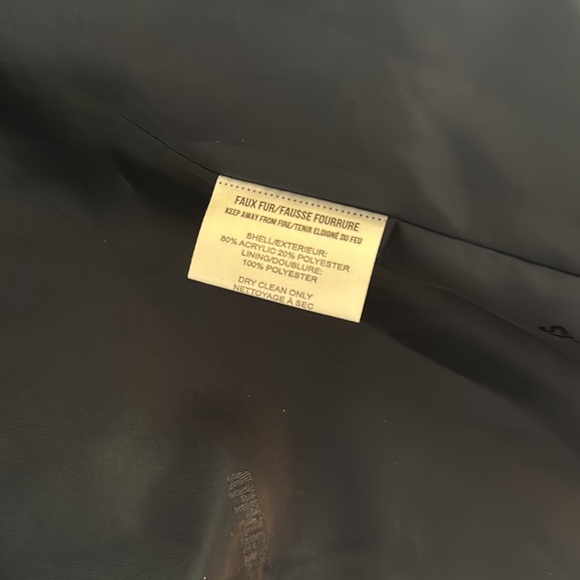 FAUX FUR/FAUSSE FOURRURE
KEEP AWAY FROM FIRE/TENIR ELOIGNÉ DU FEU
SHELL/EXTERIEUR:
80% ACRYLIC 20% POLYESTER
LINING/DOUBLURE:
100% POLYESTER
DRY CLEAN ONLY
NETTOYAGE À SEC